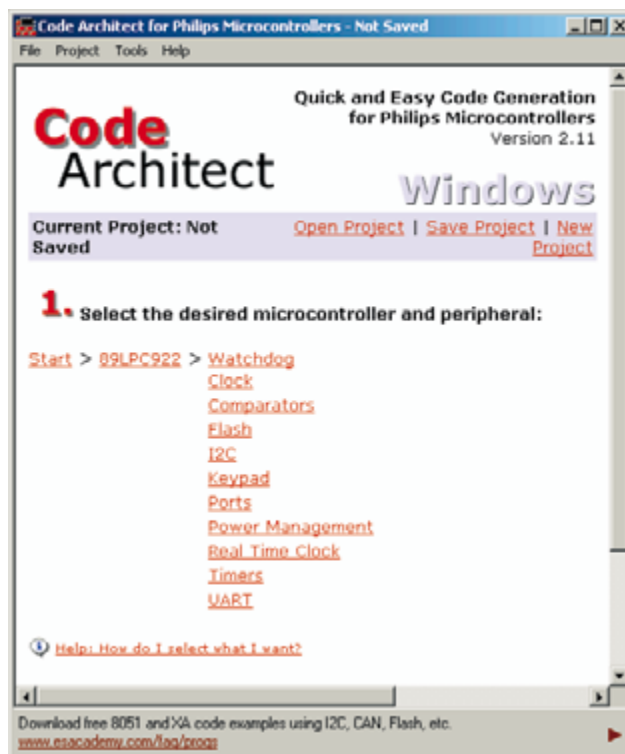 Code Architect for Philips Microcontrollers - Not Saved
File Project Tools Help
Quick and Easy Code Generation
for Philips Microcontrollers
Version 2.11
Code
Architect
Windows
Current Project: Not
Saved
Open Project | Save Project | New
Project
1. Select the desired microcontroller and peripheral:
Start > 89LPC922 > Watchdog
Clock
Comparators
Flash
I2C
Keypad
Ports
Power Management
Real Time Clock
Timers
UART
Help: How do I select what I want?
Download free 8051 and XA code examples using I2C, CAN, Flash, etc.
www.esacademy.com/faq/progs